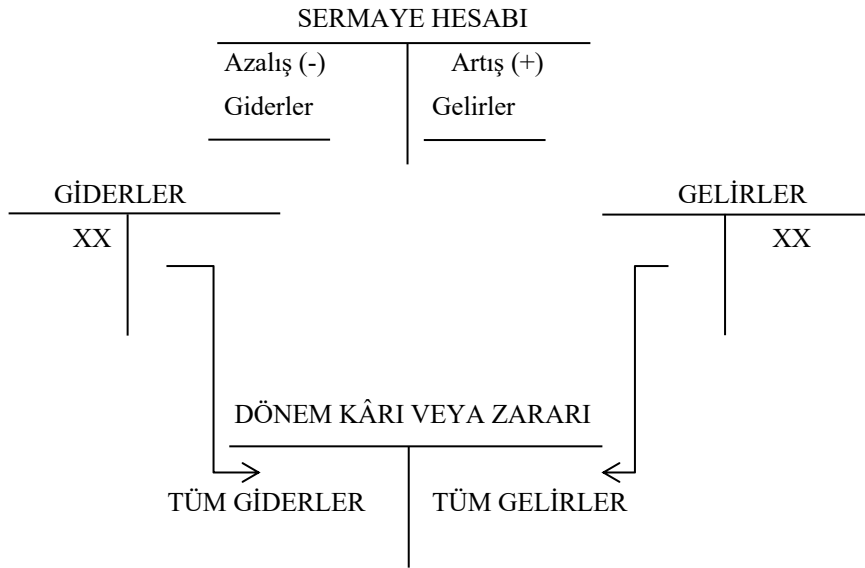 SERMAYE HESABI
Azalış (-) Artış (+)
Giderler Gelirler
GİDERLER GELİRLER
XX XX
DÖNEM KÂRI VEYA ZARARI
TÜM GİDERLER TÜM GELİRLER